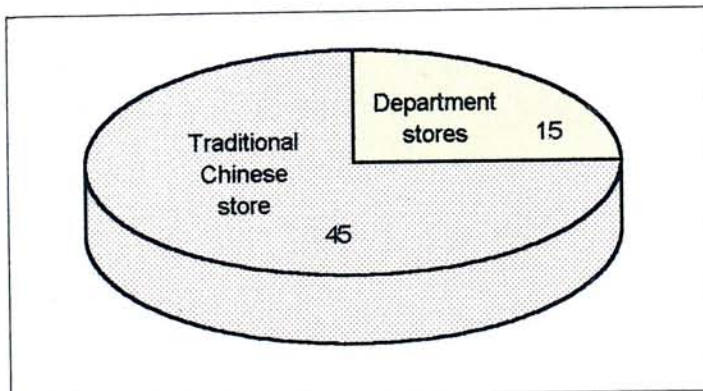 Department
stores 15
Traditional
Chinese
store
45